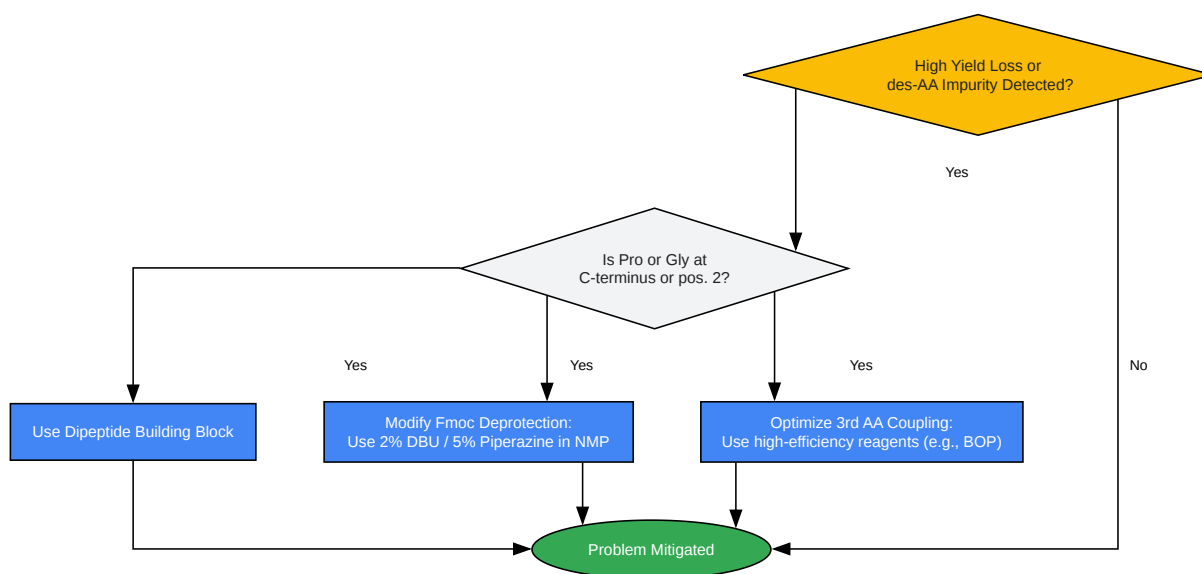 High Yield Loss or
des-AA Impurity Detected?
Yes
Is Pro or Gly at
C-terminus or pos. 2?
Yes
Yes
Yes
No
Use Dipeptide Building Block
Modify Fmoc Deprotection:
Use 2% DBU / 5% Piperazine in NMP
Optimize 3rd AA Coupling:
Use high-efficiency reagents (e.g., BOP)
Problem Mitigated